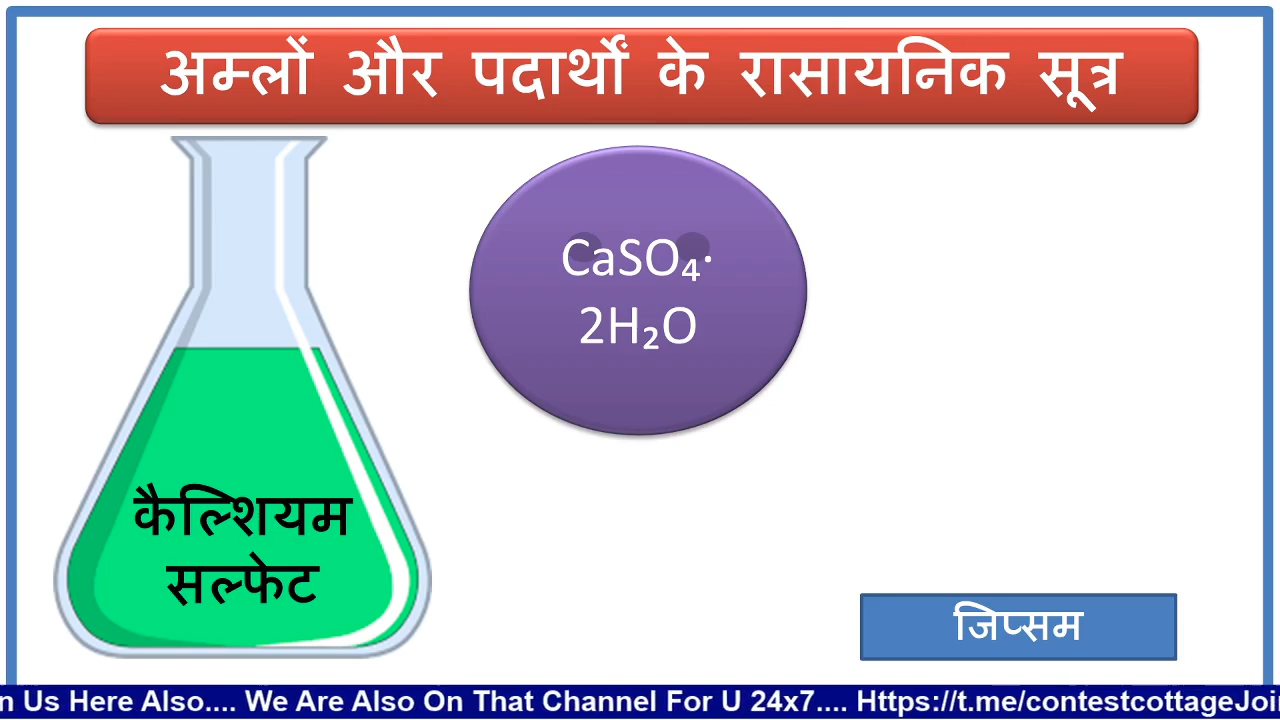 अम्लों और पदार्थों के रासायनिक सूत्र
CaSO₄·
2H₂O
कैल्शियम
सल्फेट
जिप्सम
n Us Here Also.... We Are Also On That Channel For U 24x7.... Https://t.me/contestcottageJoi